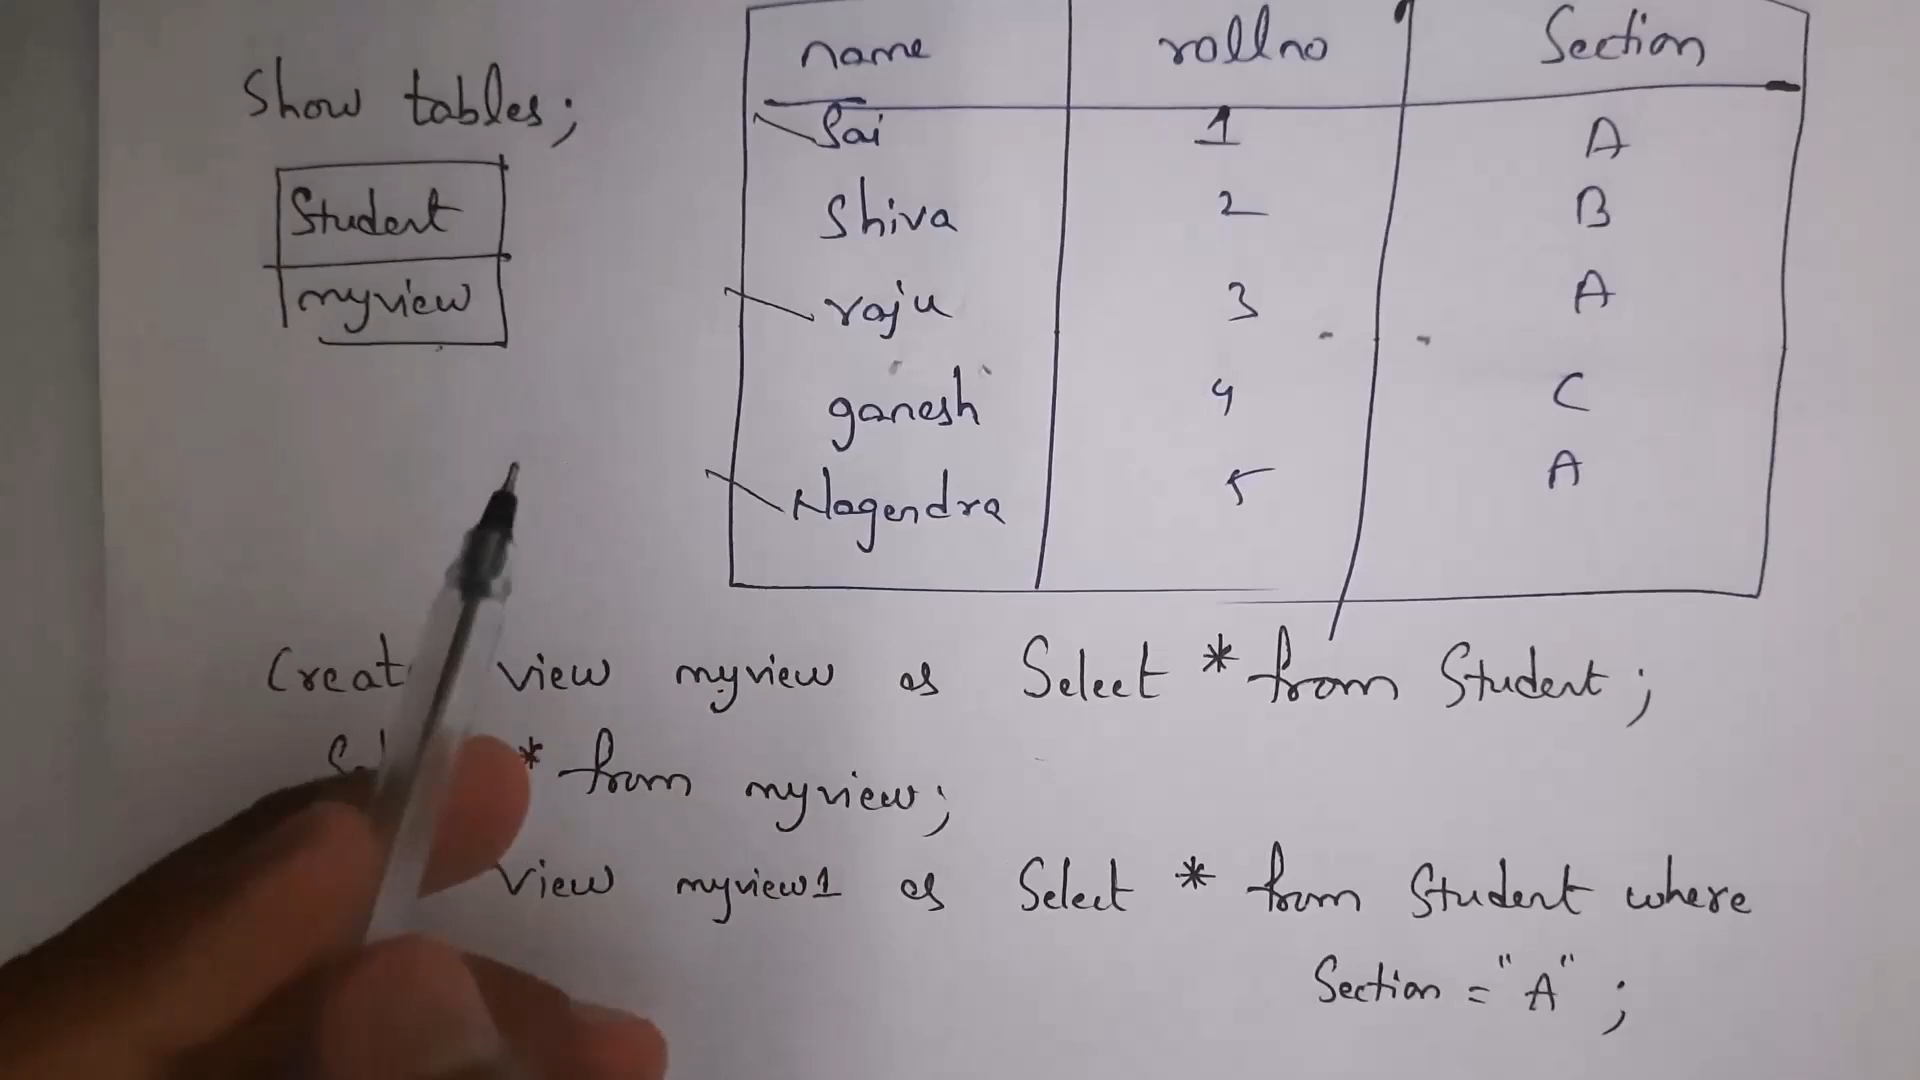 Show tables;
Student
myview
name rollno Section
Sai 1 A
Shiva 2 B
raju 3 A
ganesh 4 C
Nagendra 5 A
view myview as Select * from Student;
* from myview;
view myview1 as Select * from Student where
Section = "A" ;